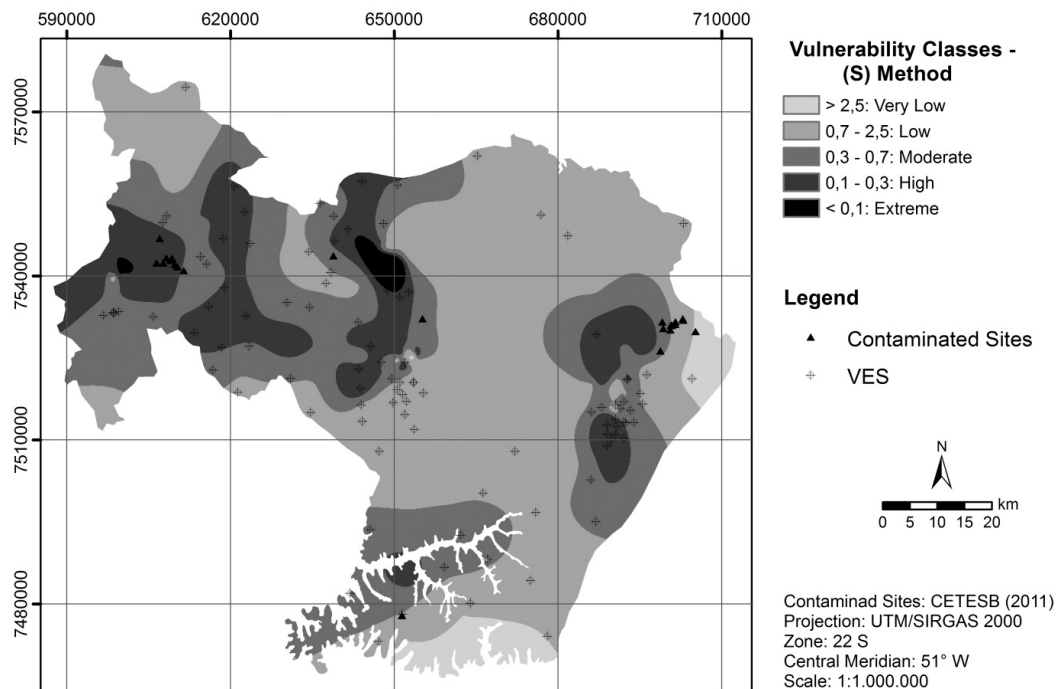 590000 620000 650000 680000 710000
7570000
7540000
7510000
7480000
Vulnerability Classes -
(S) Method
> 2,5: Very Low
0,7 - 2,5: Low
0,3 - 0,7: Moderate
0,1 - 0,3: High
< 0,1: Extreme
Legend
Contaminated Sites
VES
N
km
0 5 10 15 20
Contaminad Sites: CETESB (2011)
Projection: UTM/SIRGAS 2000
Zone: 22 S
Central Meridian: 51° W
Scale: 1:1.000.000